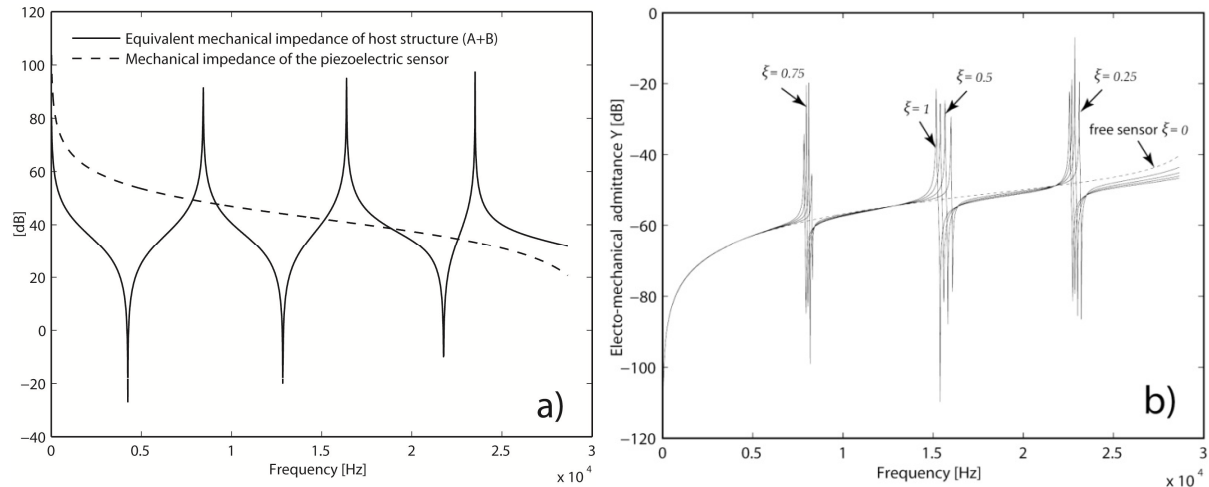 120
100
80
60
40
20
0
−20
−40
[dB]
Equivalent mechanical impedance of host structure (A+B)
Mechanical impedance of the piezoelectric sensor
a)
0
0.5
1
1.5
2
2.5
3
Frequency [Hz]
x 10 4
0
−20
−40
−60
−80
−100
−120
Electo-mechanical admittance Y [dB]
ξ= 0.75
ξ= 1
ξ= 0.5
ξ= 0.25
free sensor ξ= 0
b)
0
0.5
1
1.5
2
2.5
3
Frequency [Hz]
x 10 4